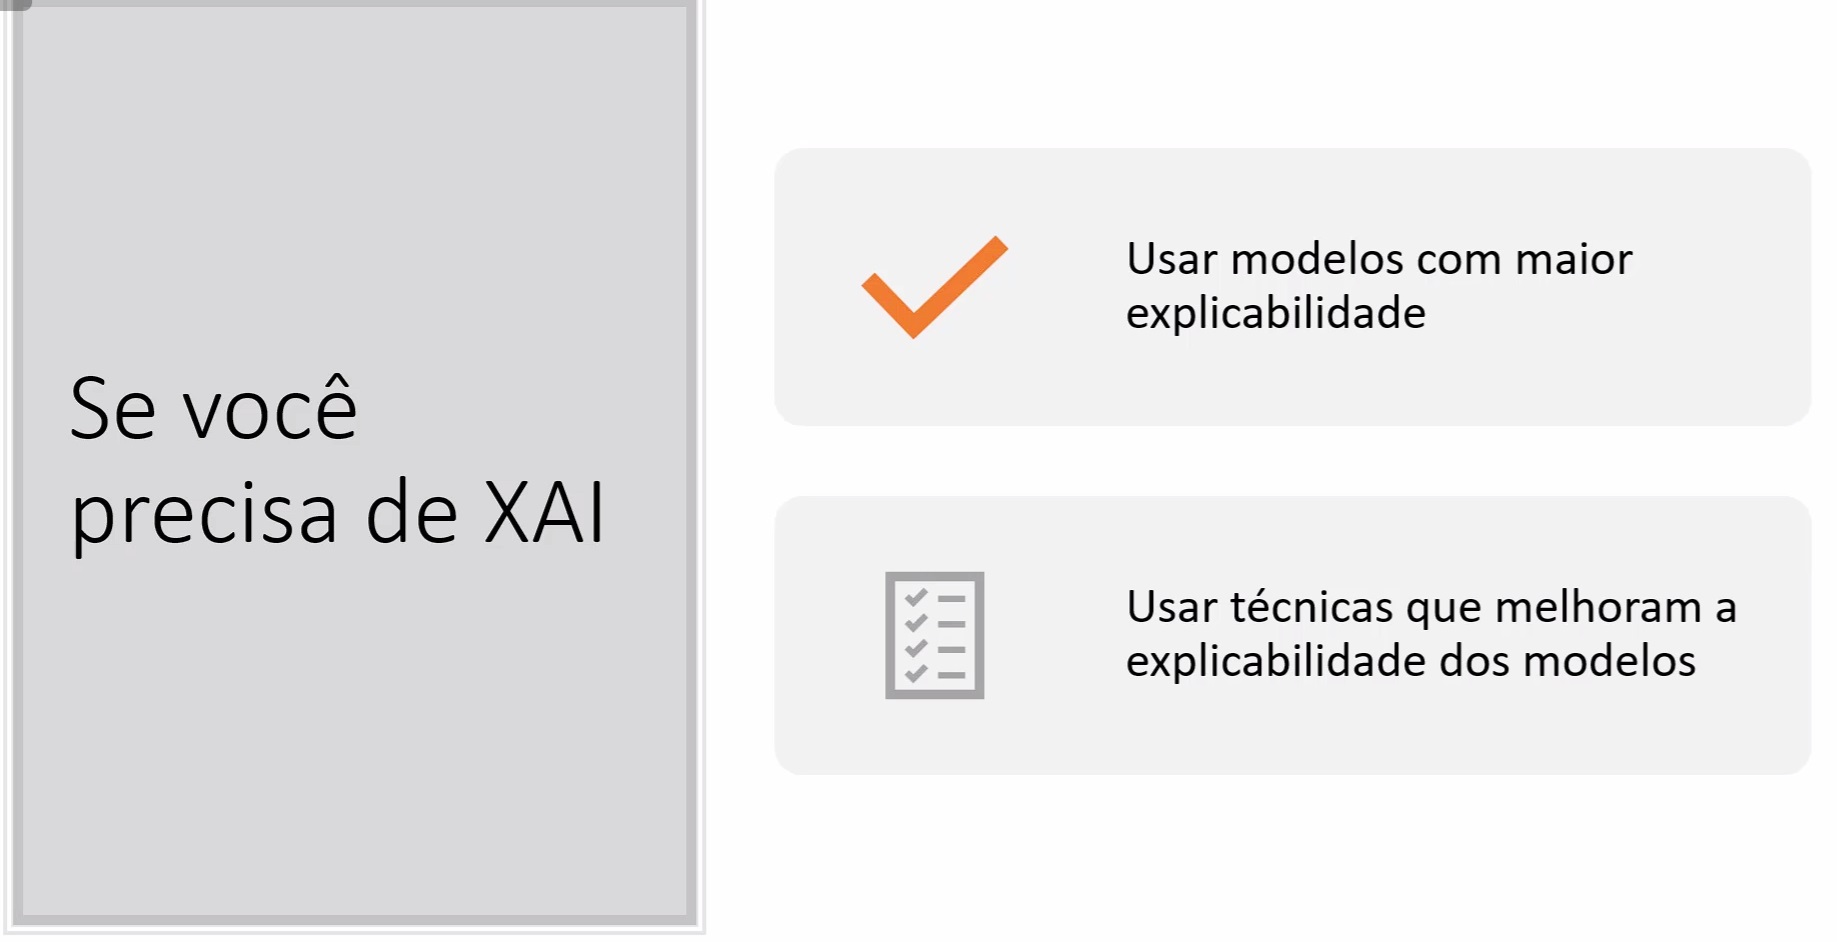 Se você
precisa de XAI
Usar modelos com maior
explicabilidade
Usar técnicas que melhoram a
explicabilidade dos modelos